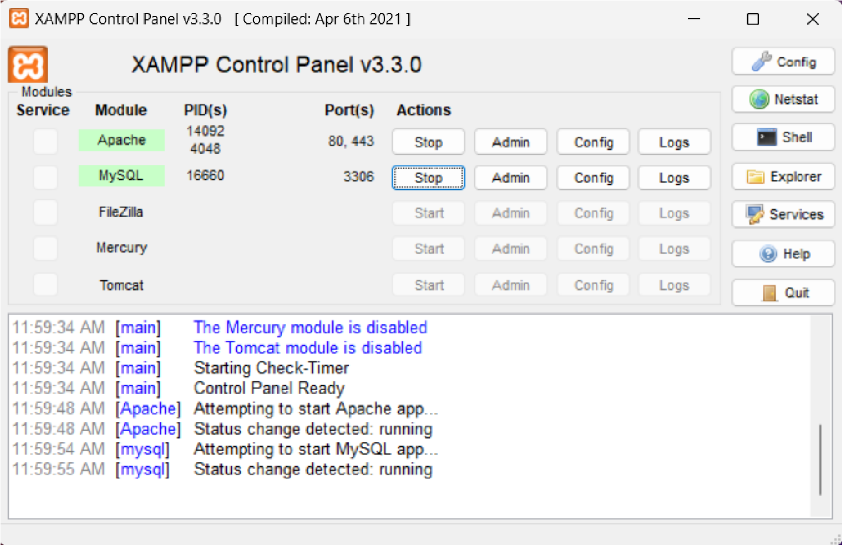 XAMPP Control Panel v3.3.0 [ Compiled: Apr 6th 2021 ]
XAMPP Control Panel v3.3.0
Config
Modules
Service Module PID(s) Port(s) Actions
Netstat
Apache 14092 4048 80, 443 Stop Admin Config Logs
Shell
MySQL 16660 3306 Stop Admin Config Logs
Explorer
FileZilla Start Admin Config Logs
Services
Mercury Start Admin Config Logs
Help
Tomcat Start Admin Config Logs
Quit
11:59:34 AM [main] The Mercury module is disabled
11:59:34 AM [main] The Tomcat module is disabled
11:59:34 AM [main] Starting Check-Timer
11:59:34 AM [main] Control Panel Ready
11:59:48 AM [Apache] Attempting to start Apache app...
11:59:48 AM [Apache] Status change detected: running
11:59:54 AM [mysql] Attempting to start MySQL app...
11:59:55 AM [mysql] Status change detected: running